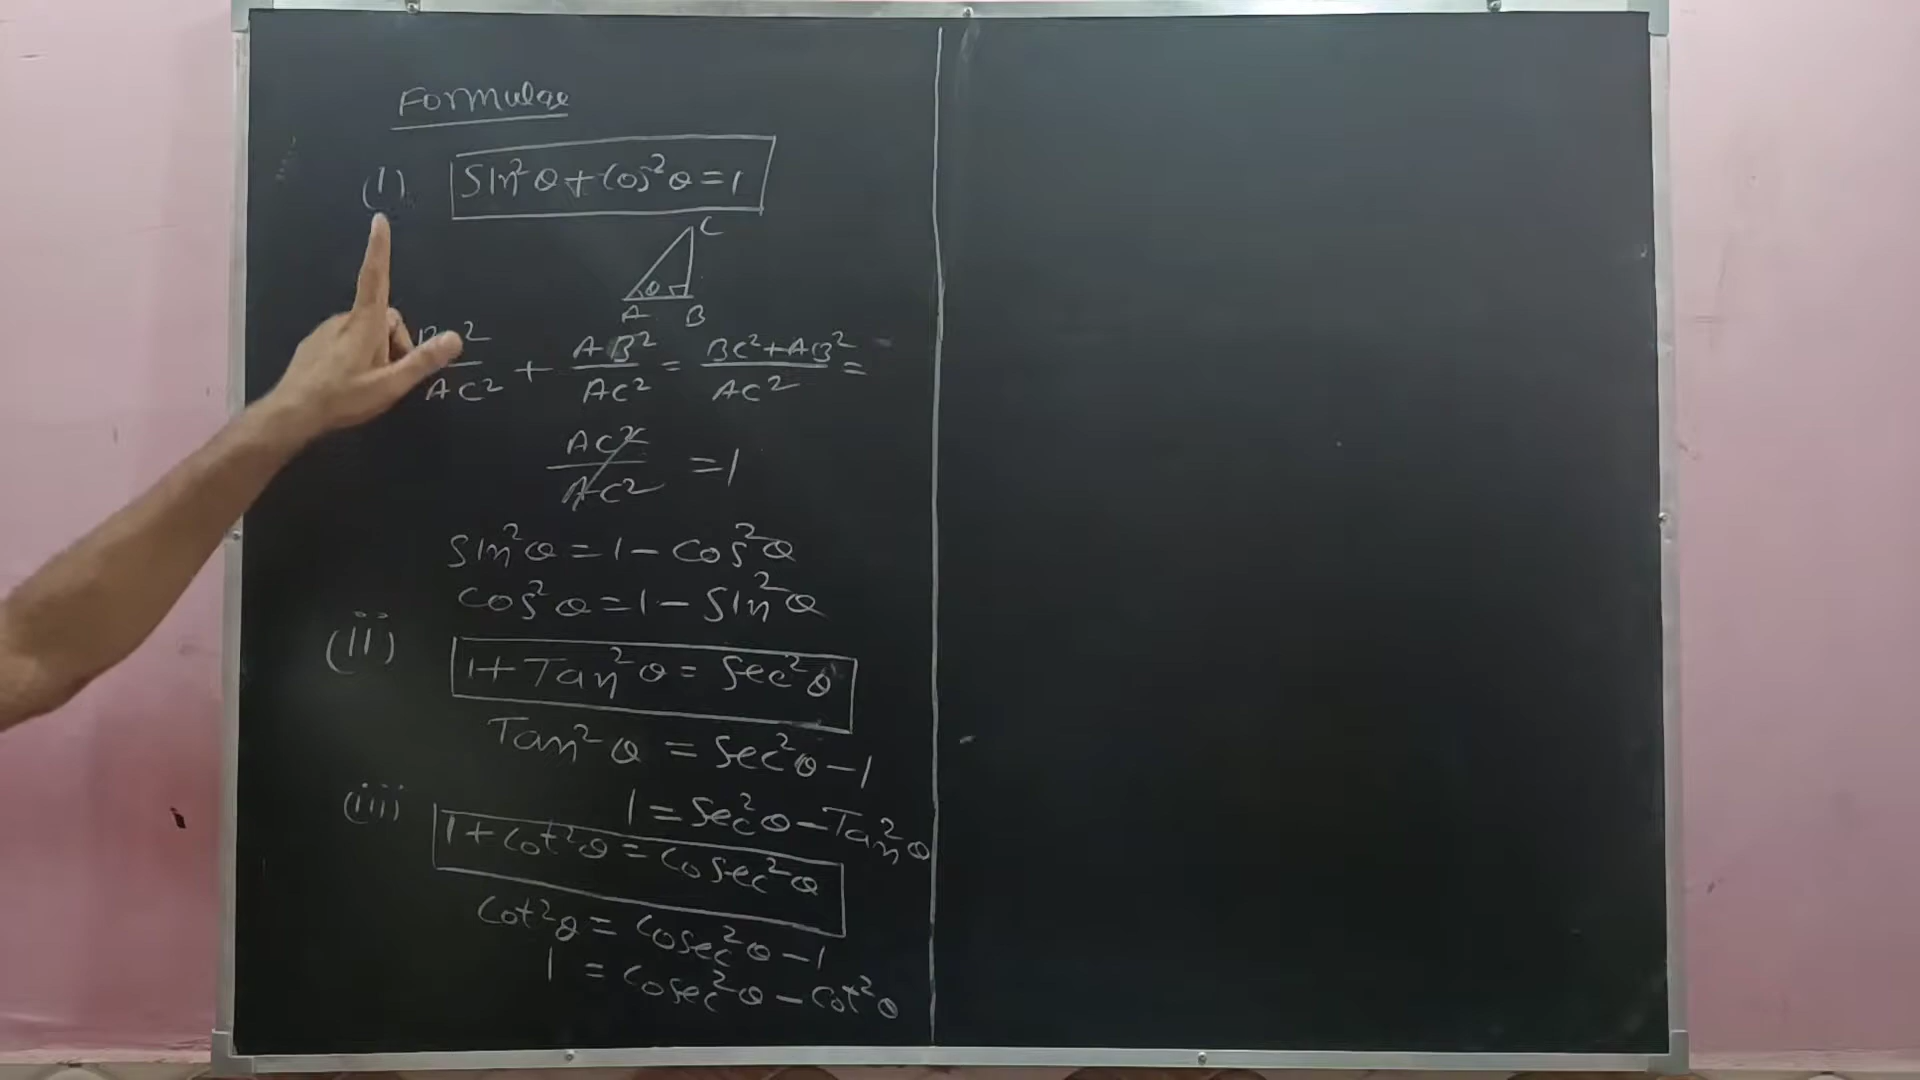 Formulae
(1) Sin²θ + Cos²θ = 1
C
θ
A B
AC² + AB²/AC² = BC²+AB²/AC² =
AC²/AC² = 1
Sin²θ = 1 - Cos²θ
Cos²θ = 1 - Sin²θ
(ii) 1 + Tan²θ = Sec²θ
Tan²θ = Sec²θ - 1
1 = Sec²θ - Tan²θ
(iii) 1 + Cot²θ = Cosec²θ
Cot²θ = Cosec²θ - 1
1 = Cosec²θ - Cot²θ